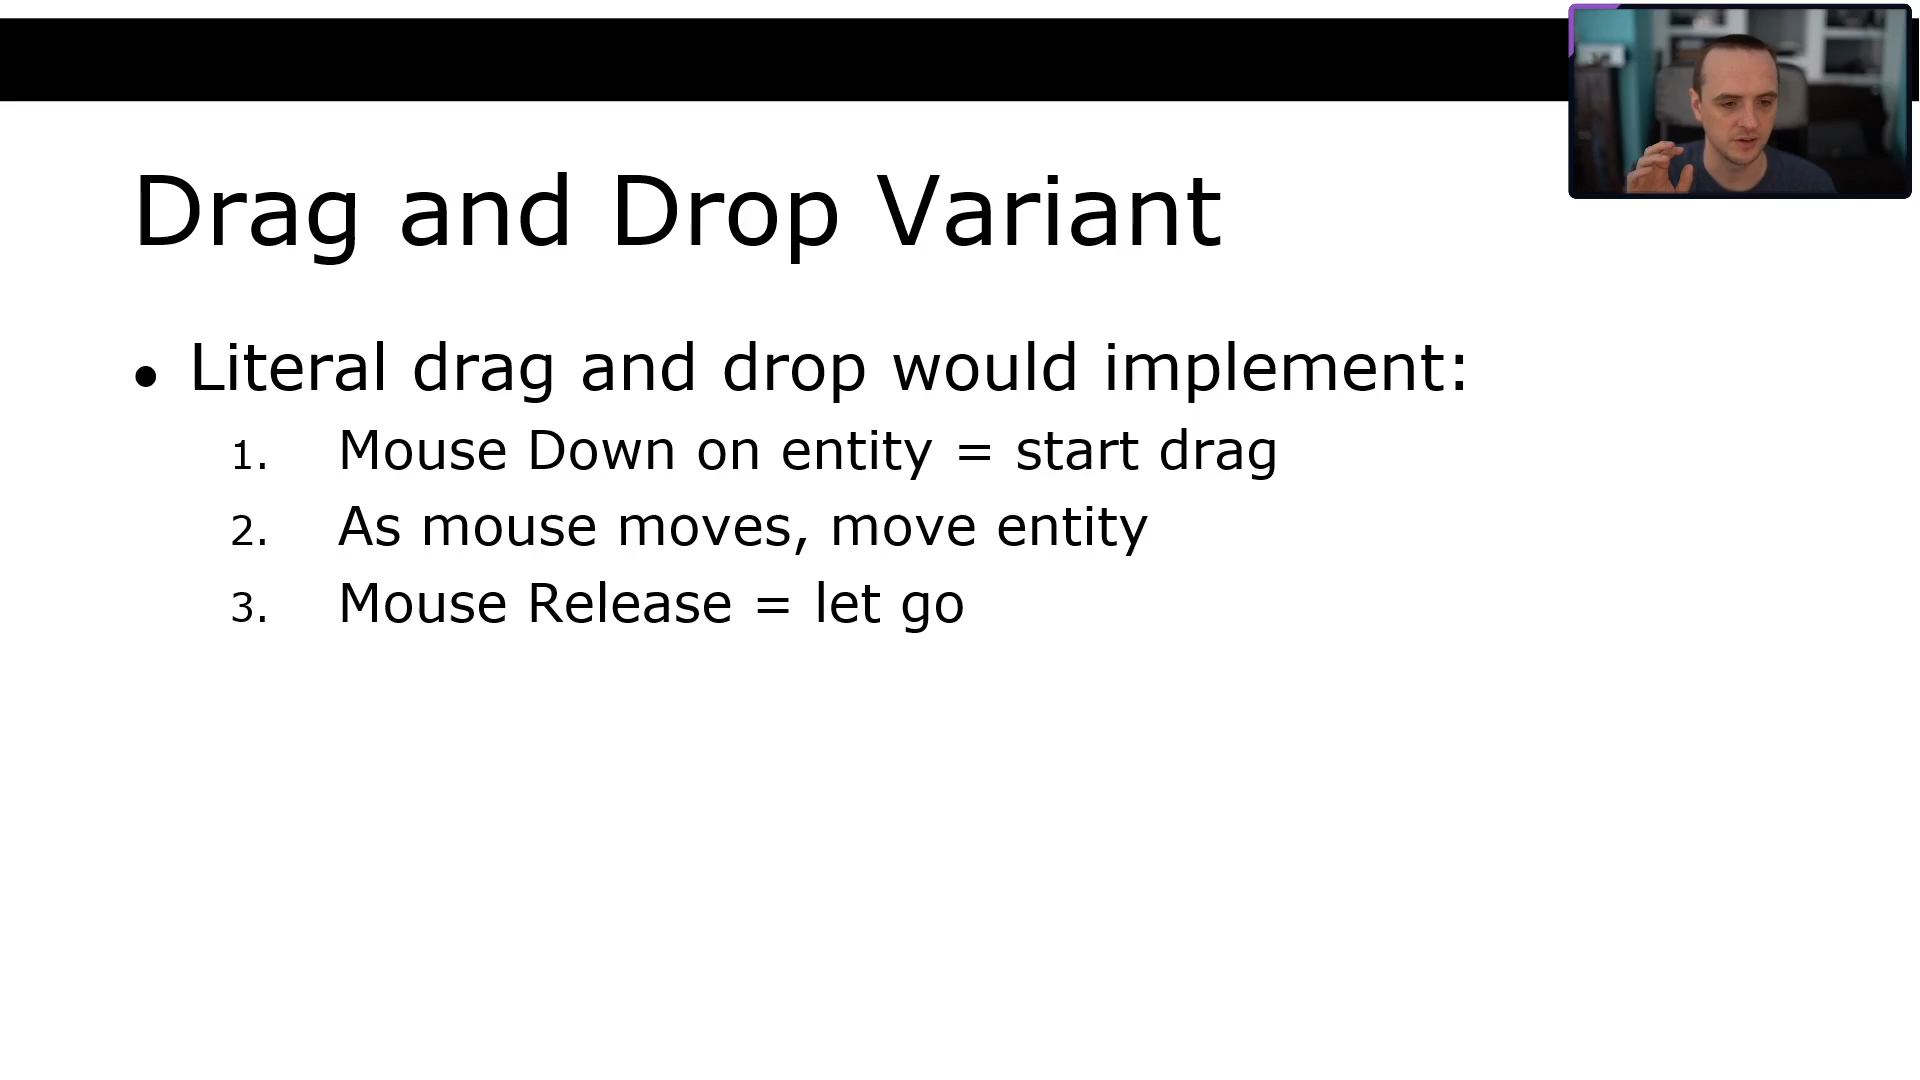 Drag and Drop Variant
● Literal drag and drop would implement:
1. Mouse Down on entity = start drag
2. As mouse moves, move entity
3. Mouse Release = let go